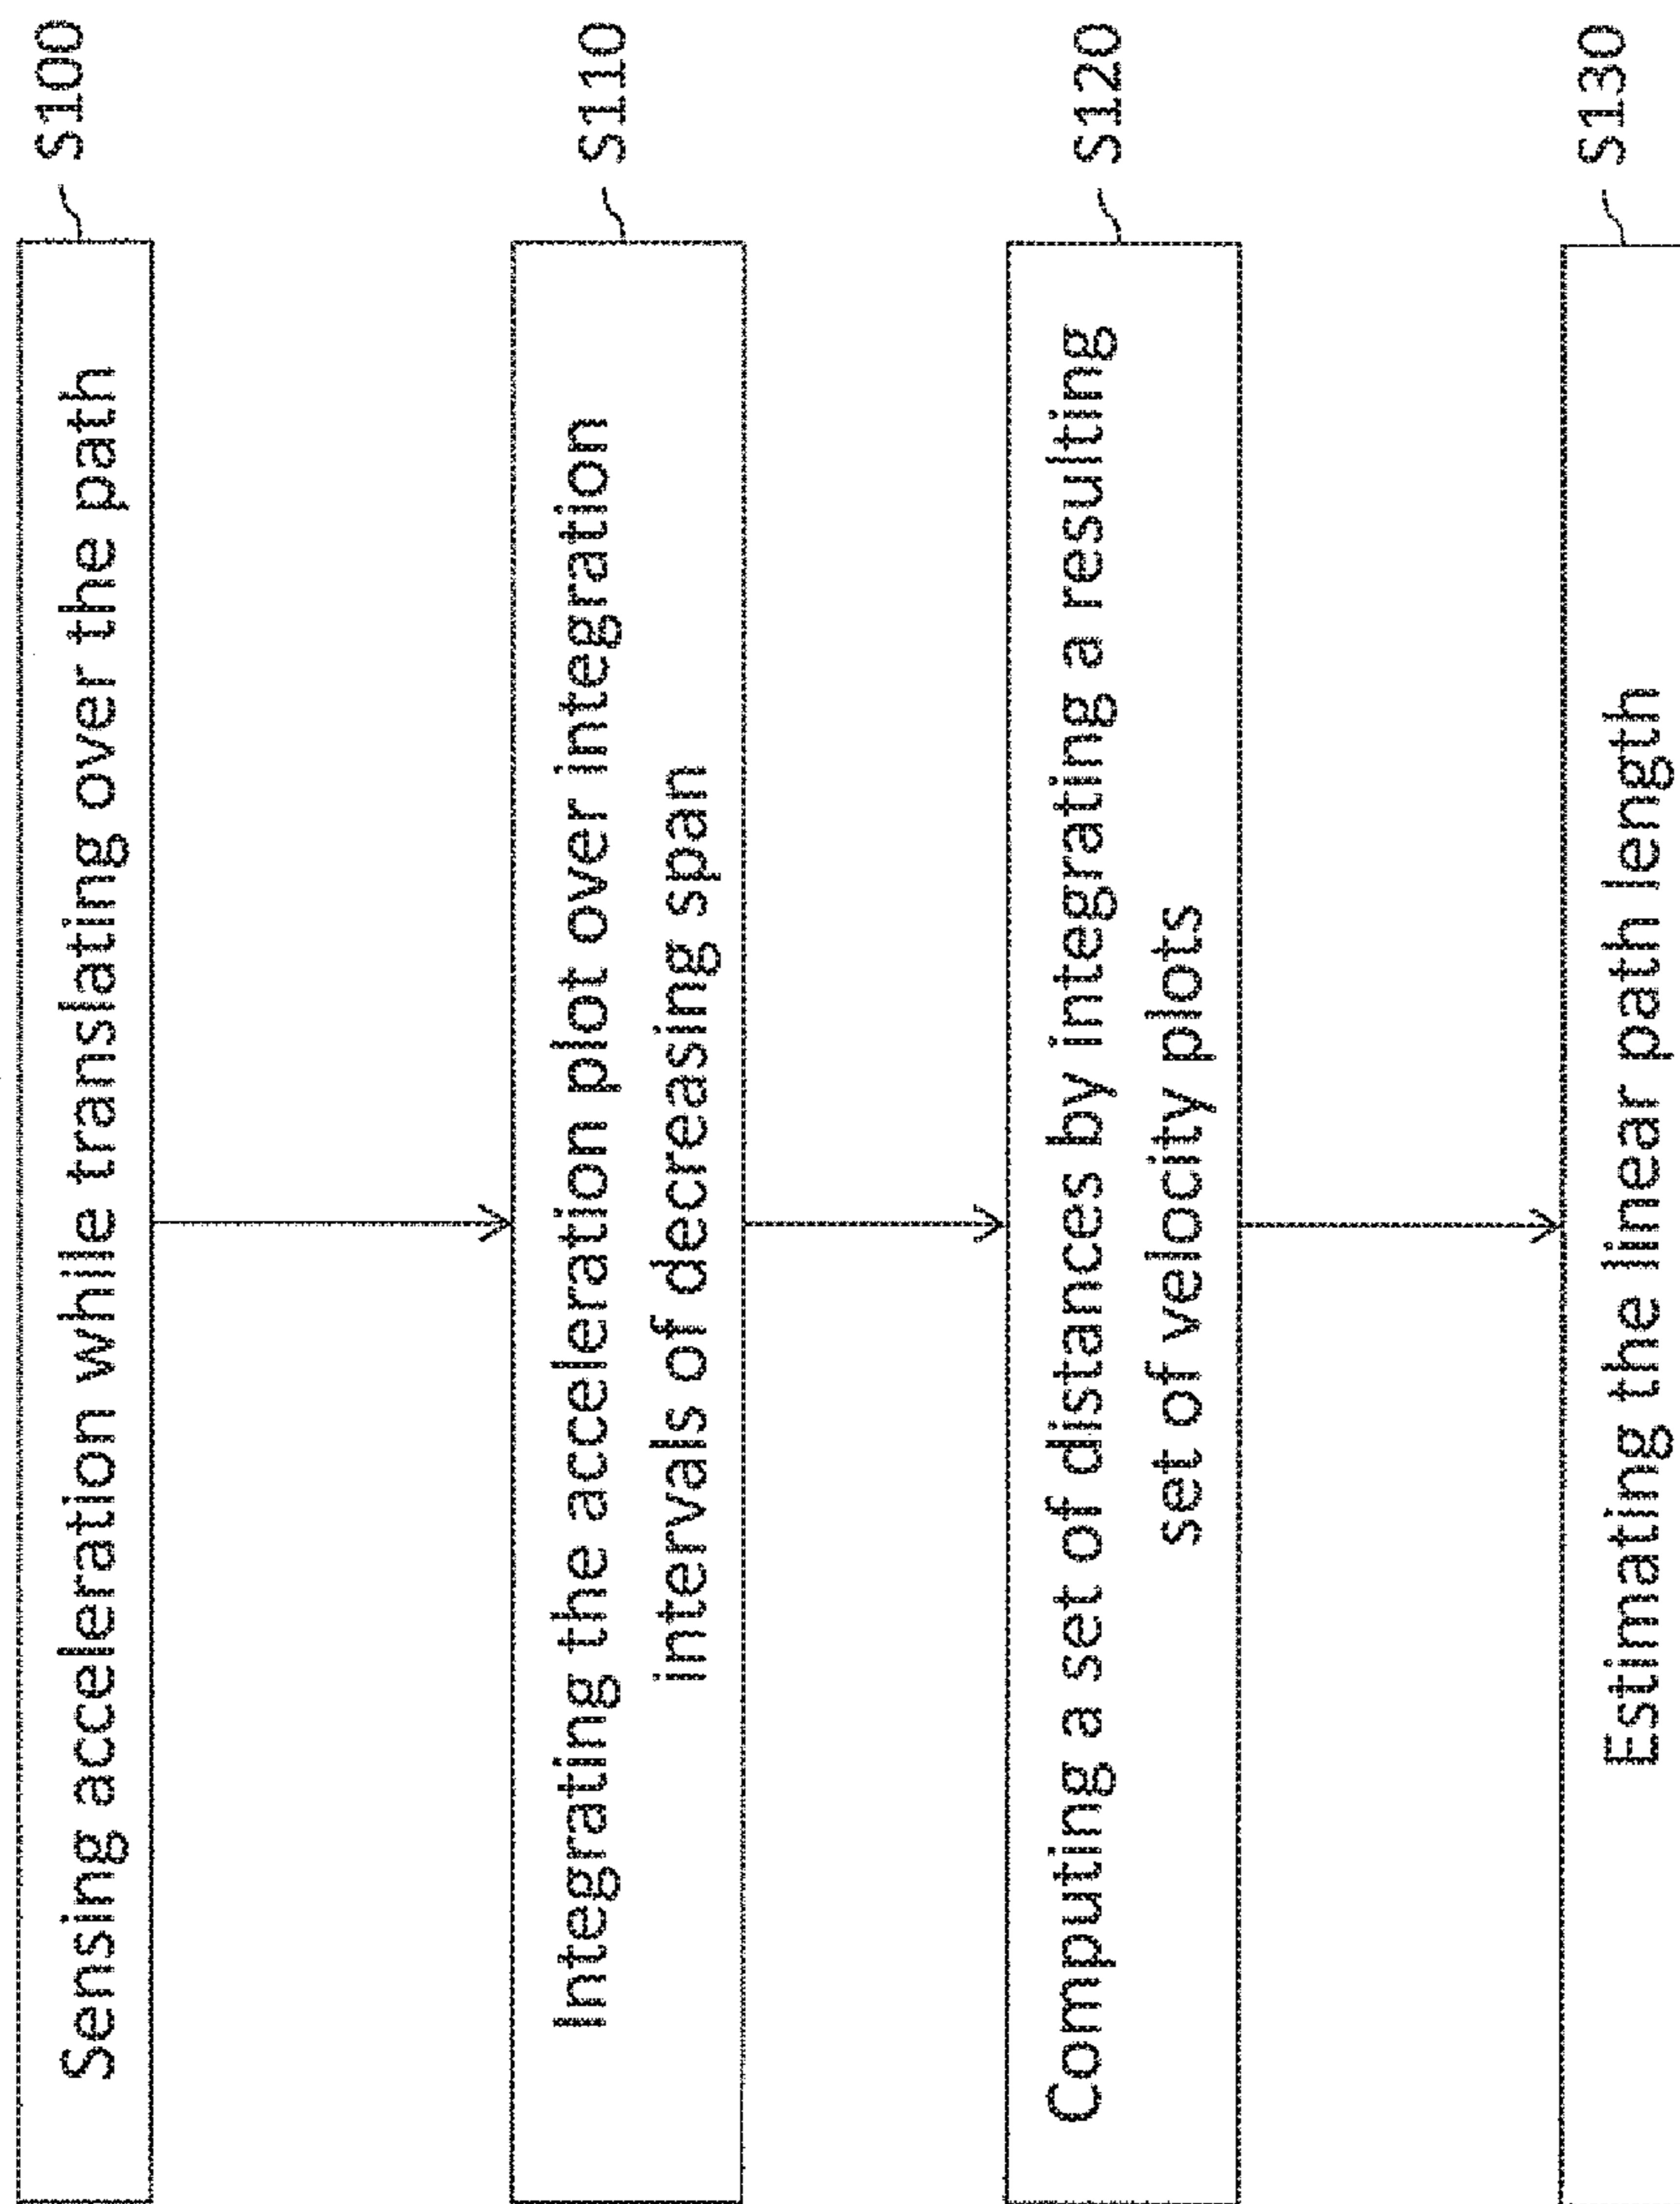 Sensing acceleration while translating over the path
S100
Integrating the acceleration plot over integration
intervals of decreasing span
S110
Computing a set of distances by integrating a resulting
set of velocity plots
S120
Estimating the linear path length
S130